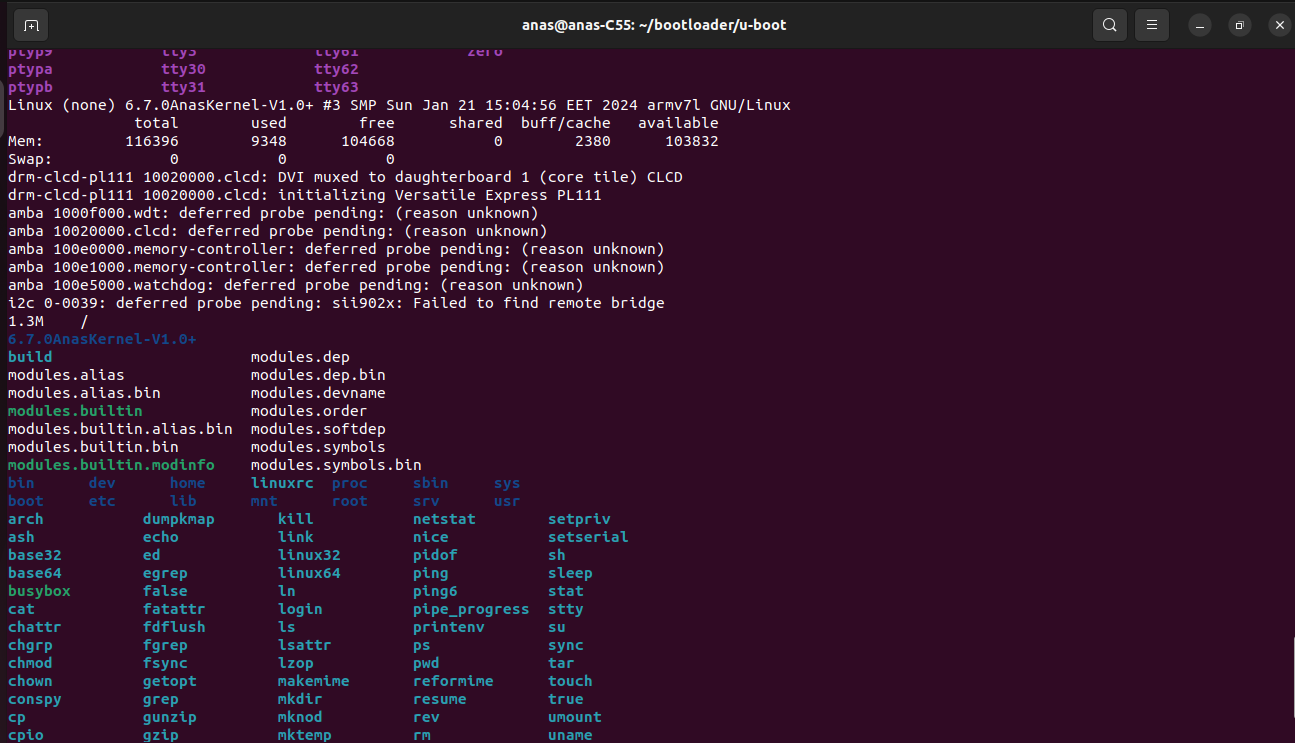 anas@anas-C55: ~/bootloader/u-boot
ptyp9 tty3 tty61 zero
ptypa tty30 tty62
ptypb tty31 tty63
Linux (none) 6.7.0AnasKernel-V1.0+ #3 SMP Sun Jan 21 15:04:56 EET 2024 armv7l GNU/Linux
total used free shared buff/cache available
Mem: 116396 9348 104668 0 2380 103832
Swap: 0 0 0
drm-clcd-pl111 10020000.clcd: DVI muxed to daughterboard 1 (core tile) CLCD
drm-clcd-pl111 10020000.clcd: initializing Versatile Express PL111
amba 1000f000.wdt: deferred probe pending: (reason unknown)
amba 10020000.clcd: deferred probe pending: (reason unknown)
amba 100e0000.memory-controller: deferred probe pending: (reason unknown)
amba 100e1000.memory-controller: deferred probe pending: (reason unknown)
amba 100e5000.watchdog: deferred probe pending: (reason unknown)
i2c 0-0039: deferred probe pending: sii902x: Failed to find remote bridge
1.3M /
6.7.0AnasKernel-V1.0+
build modules.dep
modules.alias modules.dep.bin
modules.alias.bin modules.devname
modules.builtin modules.order
modules.builtin.alias.bin modules.softdep
modules.builtin.bin modules.symbols
modules.builtin.modinfo modules.symbols.bin
bin dev home linuxrc proc sbin sys
boot etc lib mnt root srv usr
arch dumpkmap kill netstat setpriv
ash echo link nice setserial
base32 ed linux32 pidof sh
base64 egrep linux64 ping sleep
busybox false ln ping6 stat
cat fatattr login pipe_progress stty
chattr fdflush ls printenv su
chgrp fgrep lsattr ps sync
chmod fsync lzop pwd tar
chown getopt makemime reformime touch
conspy grep mkdir resume true
cp gunzip mknod rev umount
cpio gzip mktemp rm uname